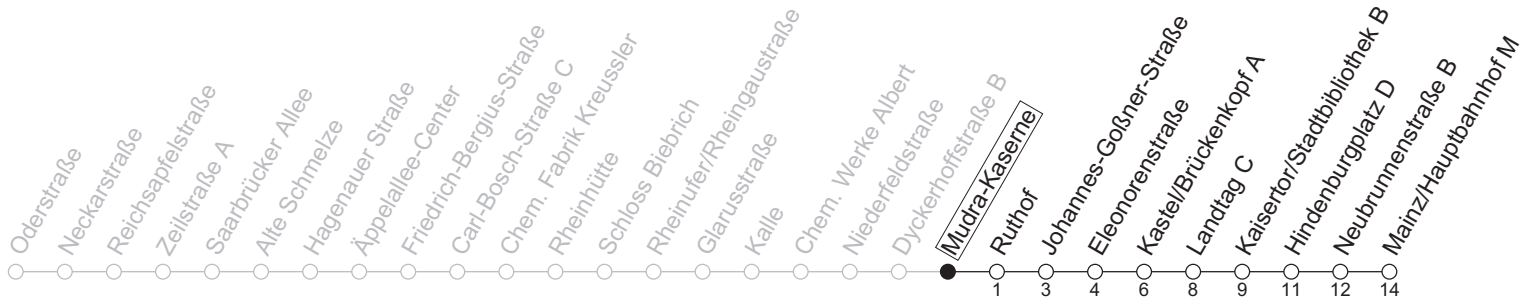 Oderstraße
Neckarstraße
Reichsapfelstraße
Zeilstraße A
Saarbrücker Allee
Alte Schmelze
Hagenauer Straße
Äppelallee-Center
Friedrich-Bergius-Straße
Carl-Bosch-Straße C
Chem. Fabrik Kreussler
Rheinhütte
Schloss Biebrich
Rheinufer/Rheingaustraße
Glarusstraße
Kalle
Chem. Werke Albert
Niederfeldstraße
Dyckerhoffstraße B
Mudra-Kaserne
Ruthof
Johannes-Goßner-Straße
Eleonorenstraße
Kastel/Brückenkopf A
Landtag C
Kaisertor/Stadtbibliothek B
Hindenburgplatz D
Neubrunnenstraße B
Mainz/Hauptbahnhof M
1 3 4 6 8 9 11 12 14